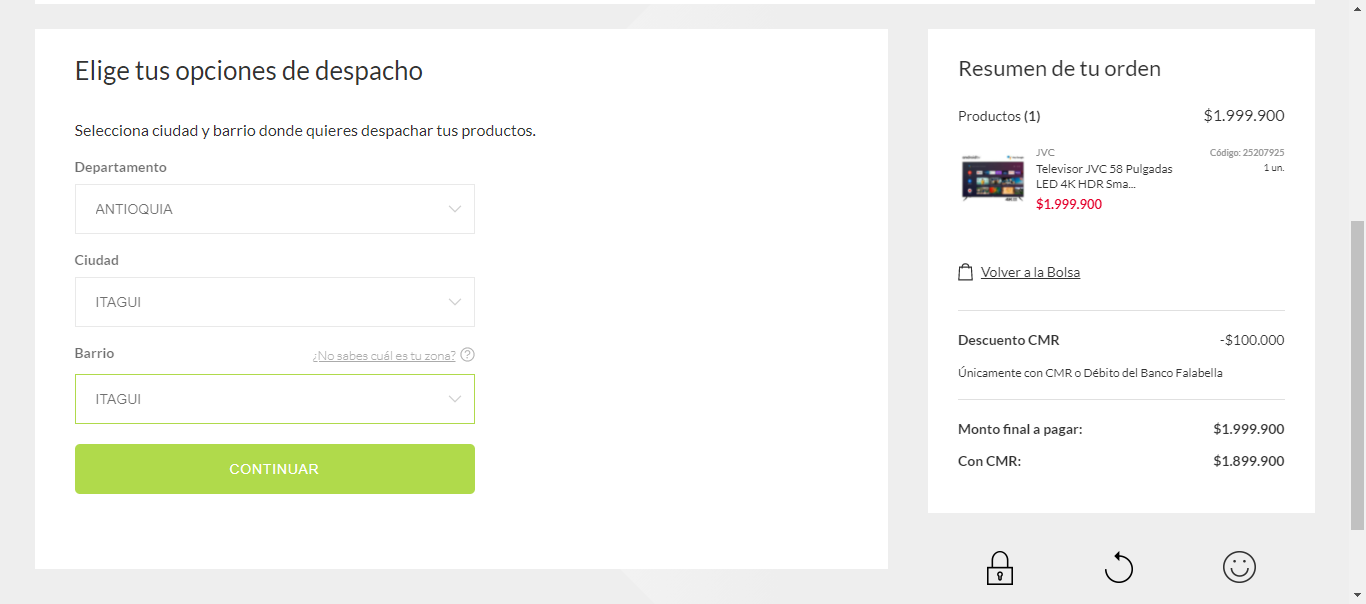 Elige tus opciones de despacho
Selecciona ciudad y barrio donde quieres despachar tus productos.
Departamento
ANTIOQUIA
Ciudad
ITAGUI
Barrio
¿No sabes cuál es tu zona? ?
ITAGUI
CONTINUAR
Resumen de tu orden
Productos (1) $1.999.900
JVC Código: 25207925
Televisor JVC 58 Pulgadas 1 un.
LED 4K HDR Sma...
$1.999.900
Volver a la Bolsa
Descuento CMR -$100.000
Únicamente con CMR o Débito del Banco Falabella
Monto final a pagar: $1.999.900
Con CMR: $1.899.900